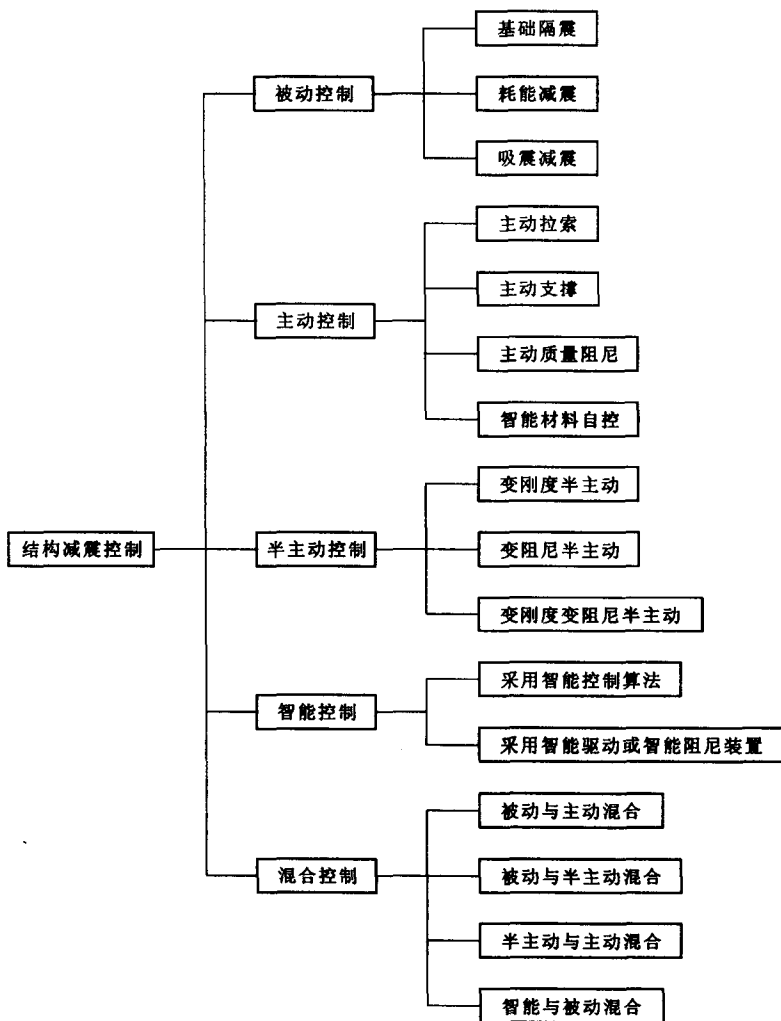 结构减震控制
被动控制
基础隔震
耗能减震
吸震减震
主动控制
主动拉索
主动支撑
主动质量阻尼
智能材料自控
半主动控制
变刚度半主动
变阻尼半主动
变刚度变阻尼半主动
智能控制
采用智能控制算法
采用智能驱动或智能阻尼装置
混合控制
被动与主动混合
被动与半主动混合
半主动与主动混合
智能与被动混合